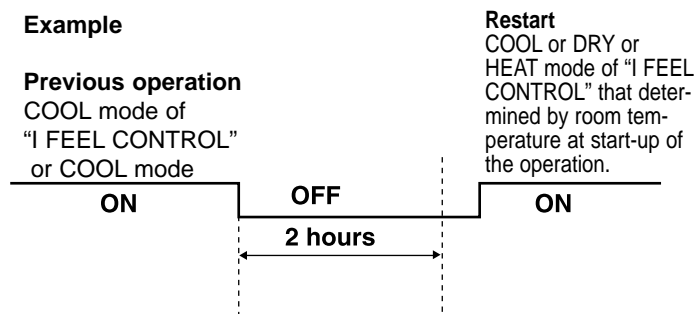 Example
Previous operation
COOL mode of
“I FEEL CONTROL”
or COOL mode
Restart
COOL or DRY or
HEAT mode of “I FEEL
CONTROL” that deter-
mined by room tem-
perature at start-up of
the operation.
ON
OFF
ON
2 hours